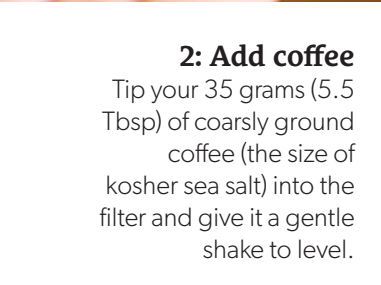 2: Add coffee
Tip your 35 grams (5.5
Tbsp) of coarsly ground
coffee (the size of
kosher sea salt) into the
filter and give it a gentle
shake to level.